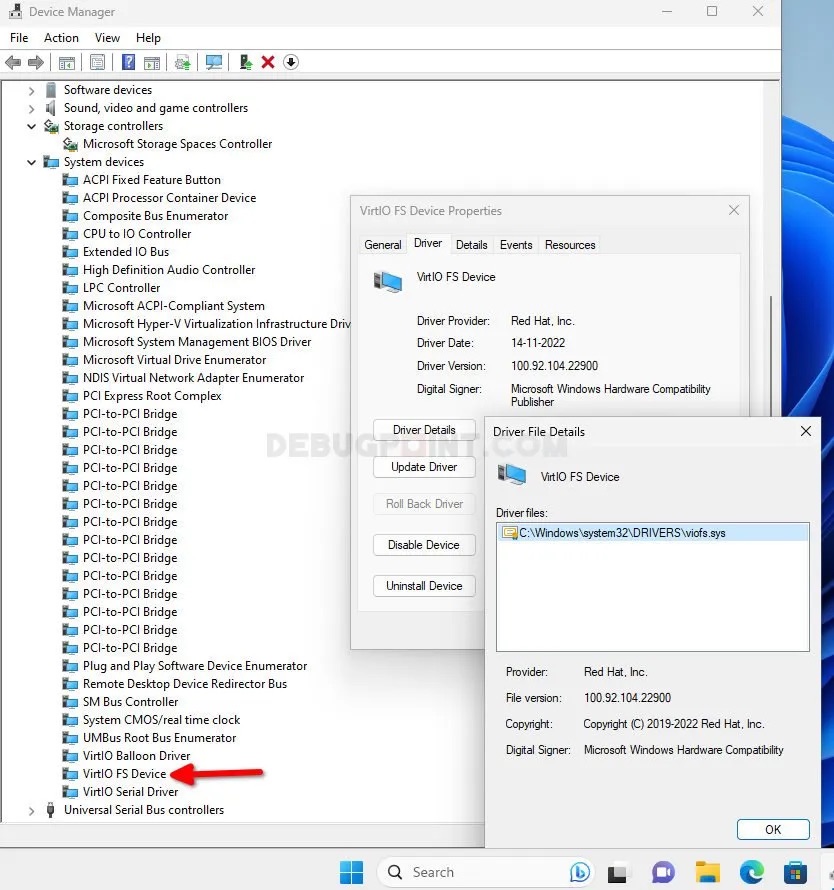 Device Manager
File Action View Help
Software devices
Sound, video and game controllers
Storage controllers
Microsoft Storage Spaces Controller
System devices
ACPI Fixed Feature Button
ACPI Processor Container Device
Composite Bus Enumerator
CPU to IO Controller
Extended IO Bus
High Definition Audio Controller
LPC Controller
Microsoft ACPI-Compliant System
Microsoft Hyper-V Virtualization Infrastructure Driv
Microsoft System Management BIOS Driver
Microsoft Virtual Drive Enumerator
NDIS Virtual Network Adapter Enumerator
PCI Express Root Complex
PCI-to-PCI Bridge
PCI-to-PCI Bridge
PCI-to-PCI Bridge
PCI-to-PCI Bridge
PCI-to-PCI Bridge
PCI-to-PCI Bridge
PCI-to-PCI Bridge
PCI-to-PCI Bridge
PCI-to-PCI Bridge
PCI-to-PCI Bridge
PCI-to-PCI Bridge
PCI-to-PCI Bridge
PCI-to-PCI Bridge
PCI-to-PCI Bridge
Plug and Play Software Device Enumerator
Remote Desktop Device Redirector Bus
SM Bus Controller
System CMOS/real time clock
UMBus Root Bus Enumerator
VirtIO Balloon Driver
VirtIO FS Device
VirtIO Serial Driver
Universal Serial Bus controllers
VirtIO FS Device Properties
General Driver Details Events Resources
VirtIO FS Device
Driver Provider: Red Hat, Inc.
Driver Date: 14-11-2022
Driver Version: 100.92.104.22900
Digital Signer: Microsoft Windows Hardware Compatibility
Publisher
Driver Details
Update Driver
Roll Back Driver
Disable Device
Uninstall Device
DEBUGPOINT.COM
Driver File Details
VirtIO FS Device
Driver files:
C:\Windows\system32\DRIVERS\viofs.sys
Provider: Red Hat, Inc.
File version: 100.92.104.22900
Copyright: Copyright (C) 2019-2022 Red Hat, Inc.
Digital Signer: Microsoft Windows Hardware Compatibility
OK
Search